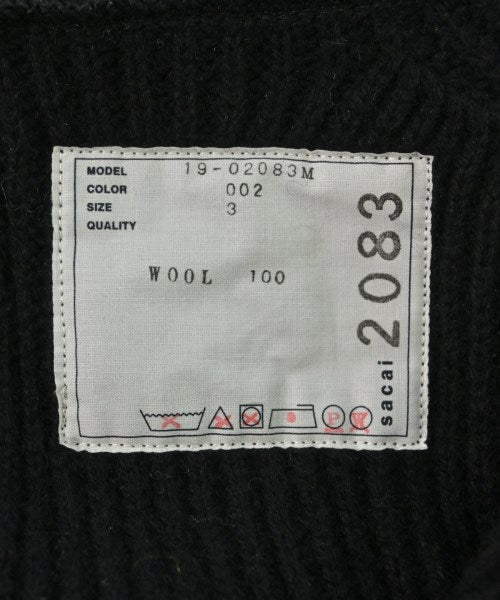 MODEL 19-02083M
COLOR 002
SIZE 3
QUALITY
WOOL 100
sacai 2083
P